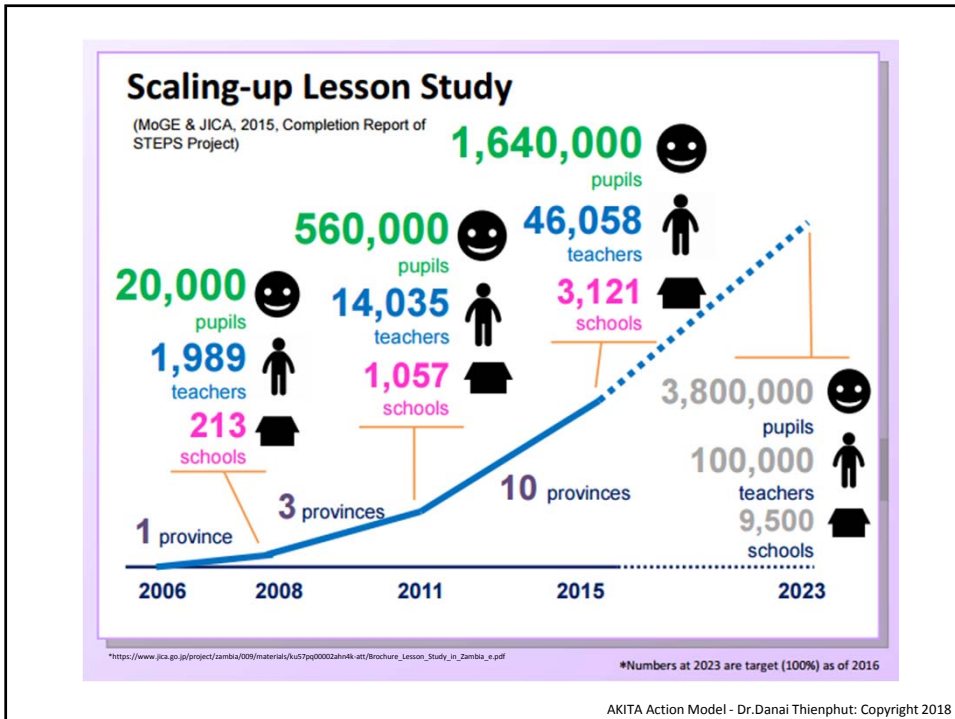 Scaling-up Lesson Study
(MoGE & JICA, 2015, Completion Report of
STEPS Project)
20,000
pupils
1,989
teachers
213
schools
560,000
pupils
14,035
teachers
1,057
schools
1,640,000
pupils
46,058
teachers
3,121
schools
3,800,000
pupils
100,000
teachers
9,500
schools
1 province
3 provinces
10 provinces
2006
2008
2011
2015
2023
*https://www.jica.go.jp/project/zambia/009/materials/ku57pq00002ahn4k-att/Brochure_Lesson_Study_in_Zambia_e.pdf
*Numbers at 2023 are target (100%) as of 2016
AKITA Action Model - Dr.Danai Thienphut: Copyright 2018